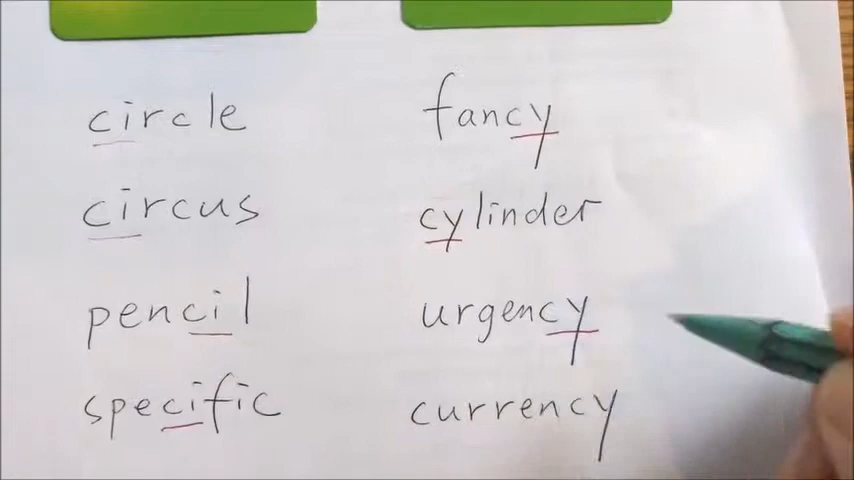 circle
circus
pencil
specific
fancy
cylinder
urgency
currency